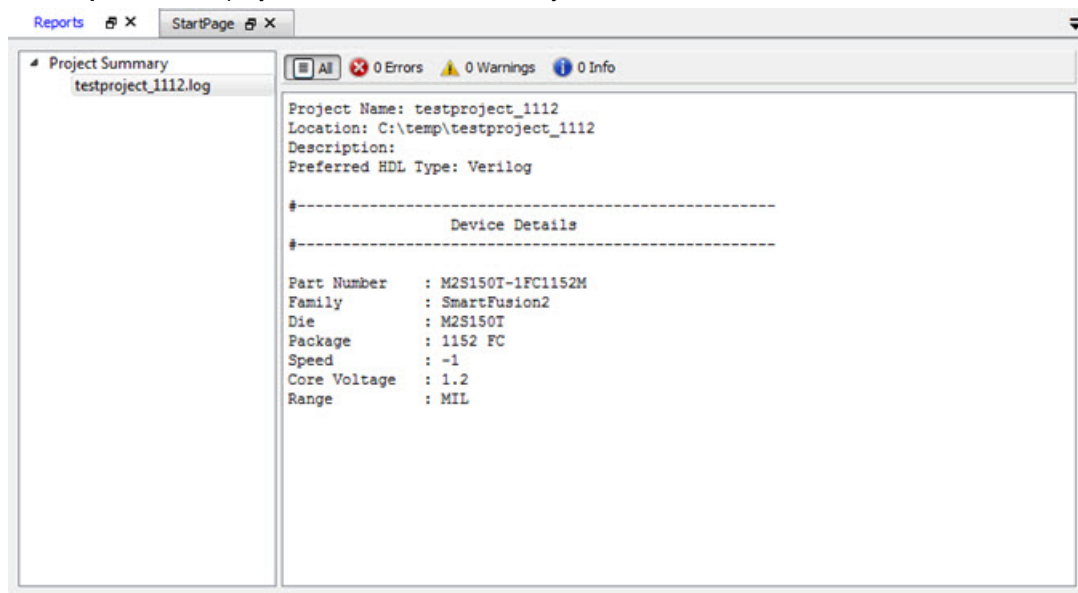 Reports StartPage
Project Summary
testproject_1112.log
All 0 Errors 0 Warnings 0 Info
Project Name: testproject_1112
Location: C:\temp\testproject_1112
Description:
Preferred HDL Type: Verilog
#------------------------------------------------------
Device Details
#------------------------------------------------------
Part Number : M2S150T-1FC1152M
Family : SmartFusion2
Die : M2S150T
Package : 1152 FC
Speed : -1
Core Voltage : 1.2
Range : MIL